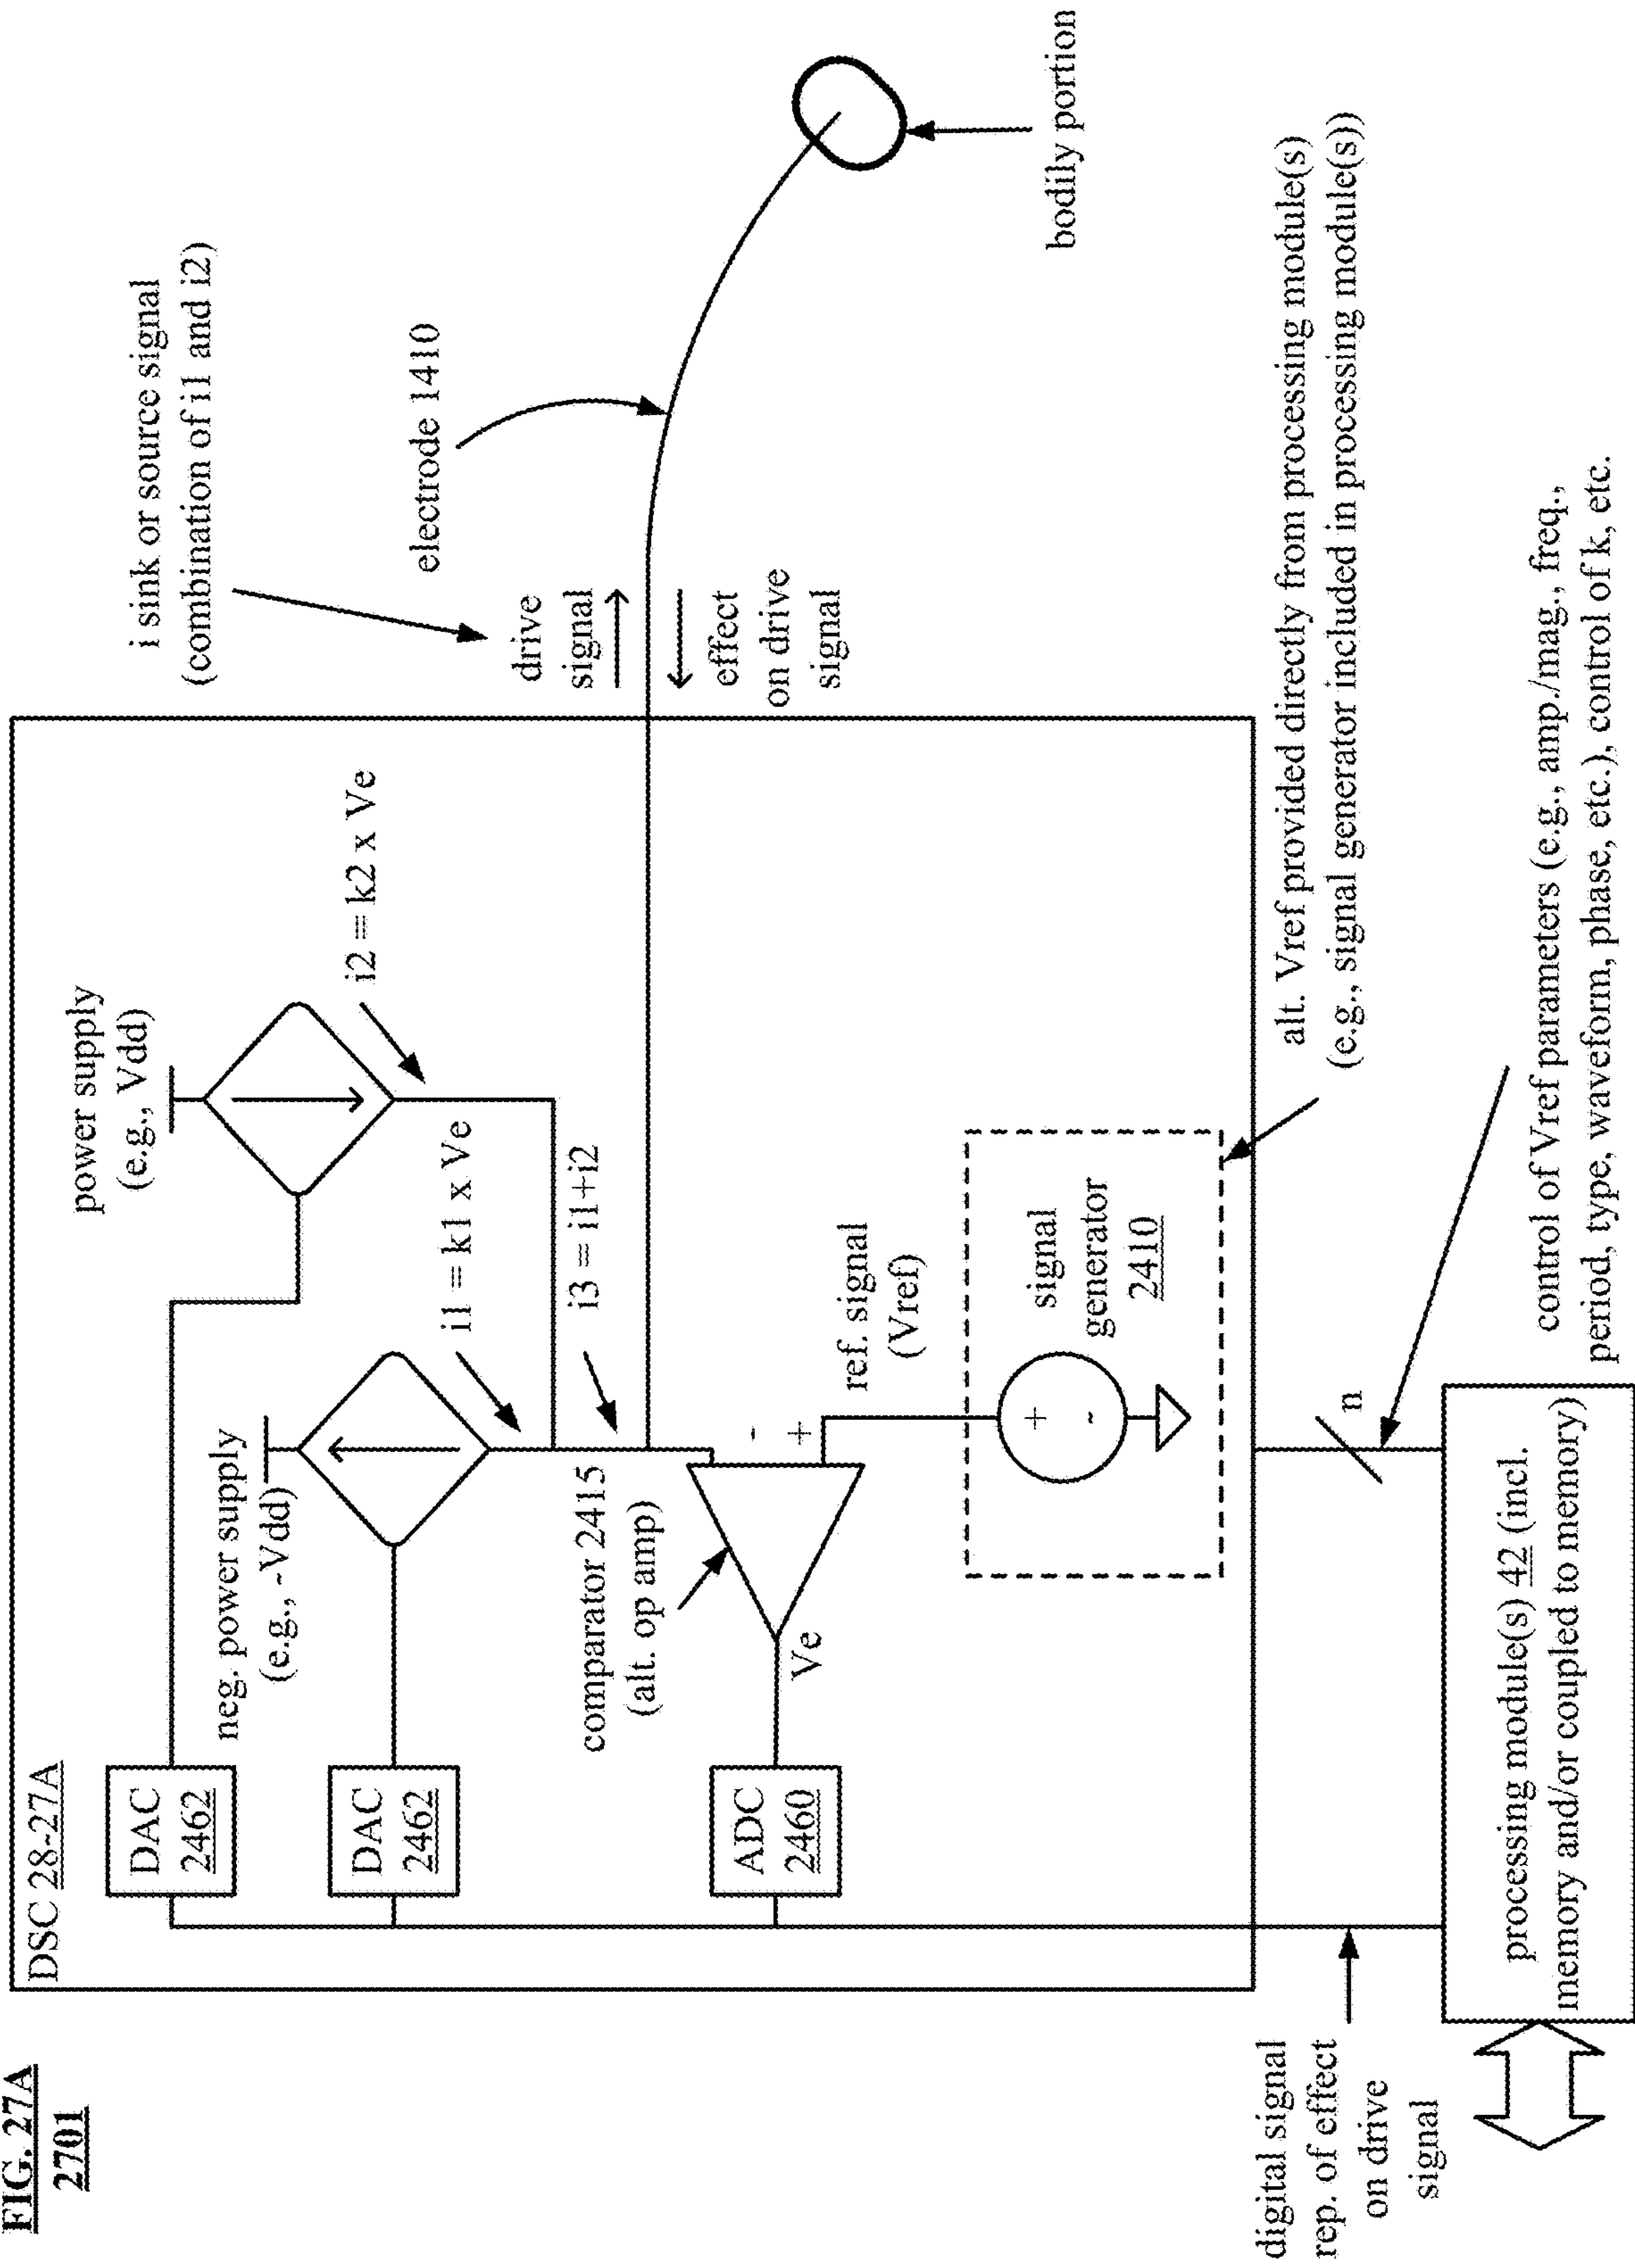 FIG. 27A
2701
DSC 28-27A
DAC
2462
DAC
2462
ADC
2460
power supply
(e.g., Vdd)
neg. power supply
(e.g., -Vdd)
i2 = k2 x Ve
i1 = k1 x Ve
i3 = i1+i2
comparator 2415
(alt. op amp)
-
+
Ve
ref. signal
(Vref)
+
-
signal
generator
2410
i sink or source signal
(combination of i1 and i2)
drive
signal
effect
on drive
signal
electrode 1410
bodily portion
alt. Vref provided directly from processing module(s)
(e.g., signal generator included in processing module(s))
n
control of Vref parameters (e.g., amp./mag., freq.,
period, type, waveform, phase, etc.), control of k, etc.
digital signal
rep. of effect
on drive
signal
processing module(s) 42 (incl.
memory and/or coupled to memory)